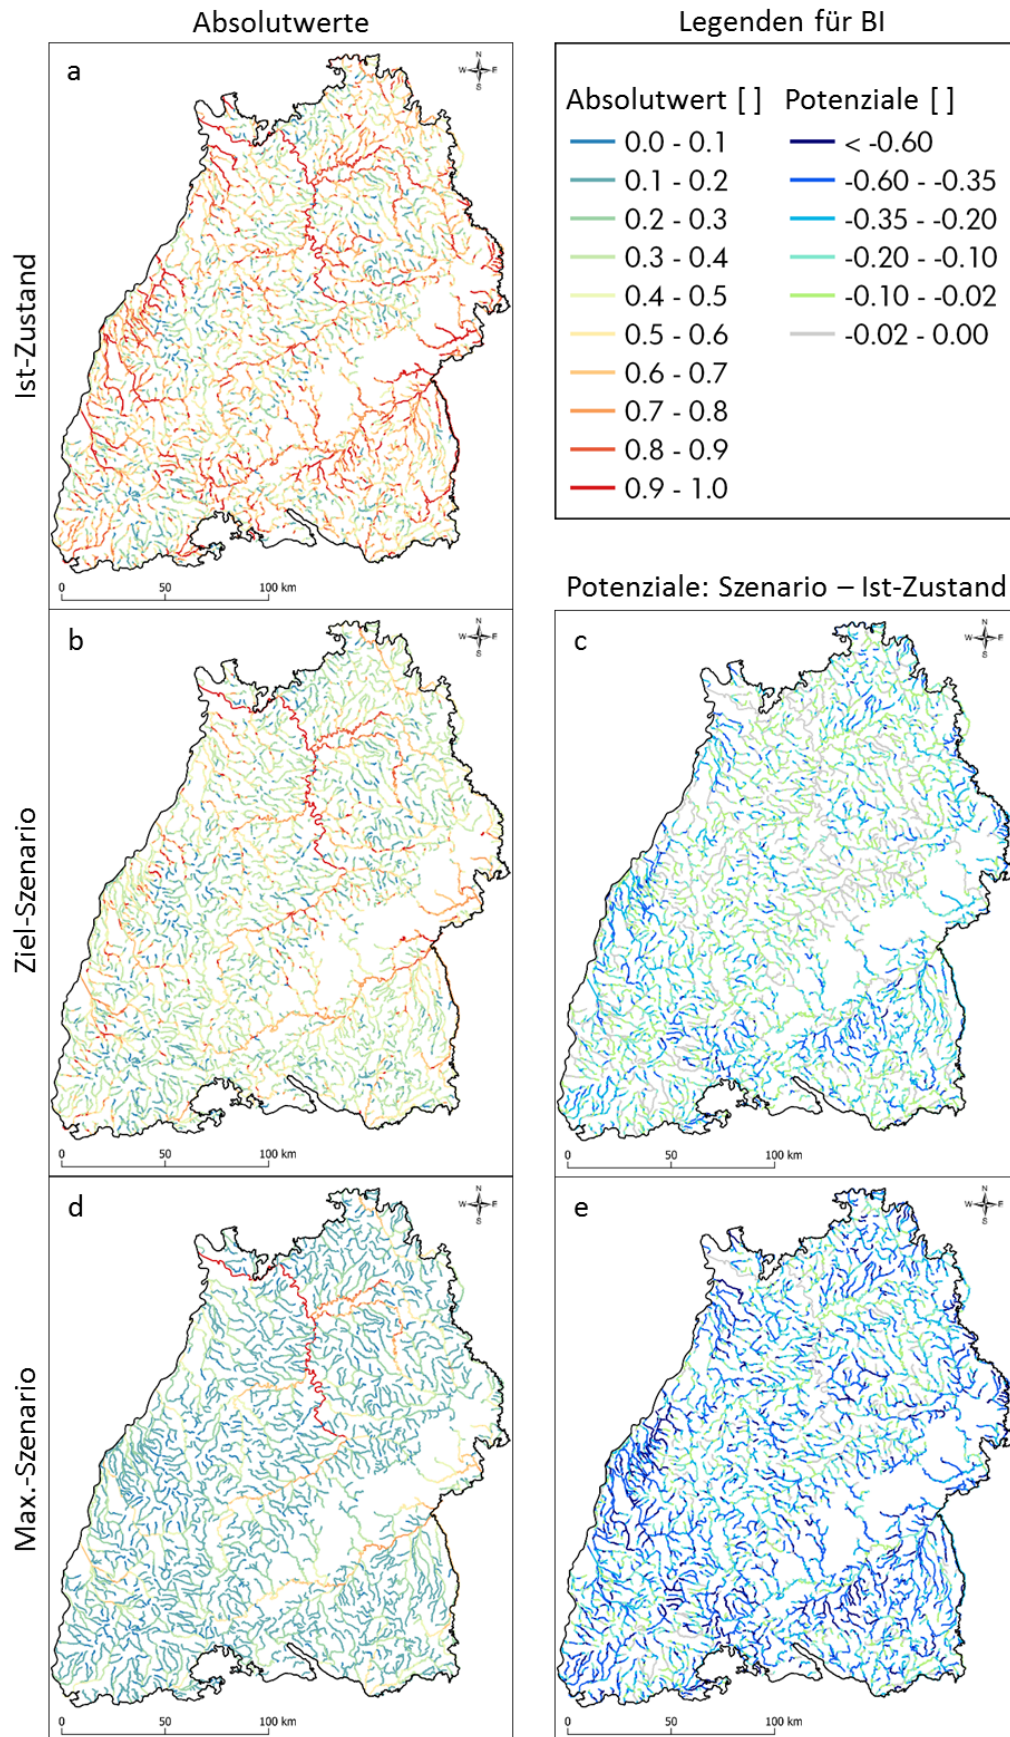 Absolutwerte
Legenden für BI
Ist-Zustand
a
N
W E
S
0 50 100 km
Absolutwert [ ] Potenziale [ ]
0.0 - 0.1 < -0.60
0.1 - 0.2 -0.60 - -0.35
0.2 - 0.3 -0.35 - -0.20
0.3 - 0.4 -0.20 - -0.10
0.4 - 0.5 -0.10 - -0.02
0.5 - 0.6 -0.02 - 0.00
0.6 - 0.7
0.7 - 0.8
0.8 - 0.9
0.9 - 1.0
Potenziale: Szenario – Ist-Zustand
Ziel-Szenario
b
N
W E
S
0 50 100 km
c
N
W E
S
0 50 100 km
Max.-Szenario
d
N
W E
S
0 50 100 km
e
N
W E
S
0 50 100 km